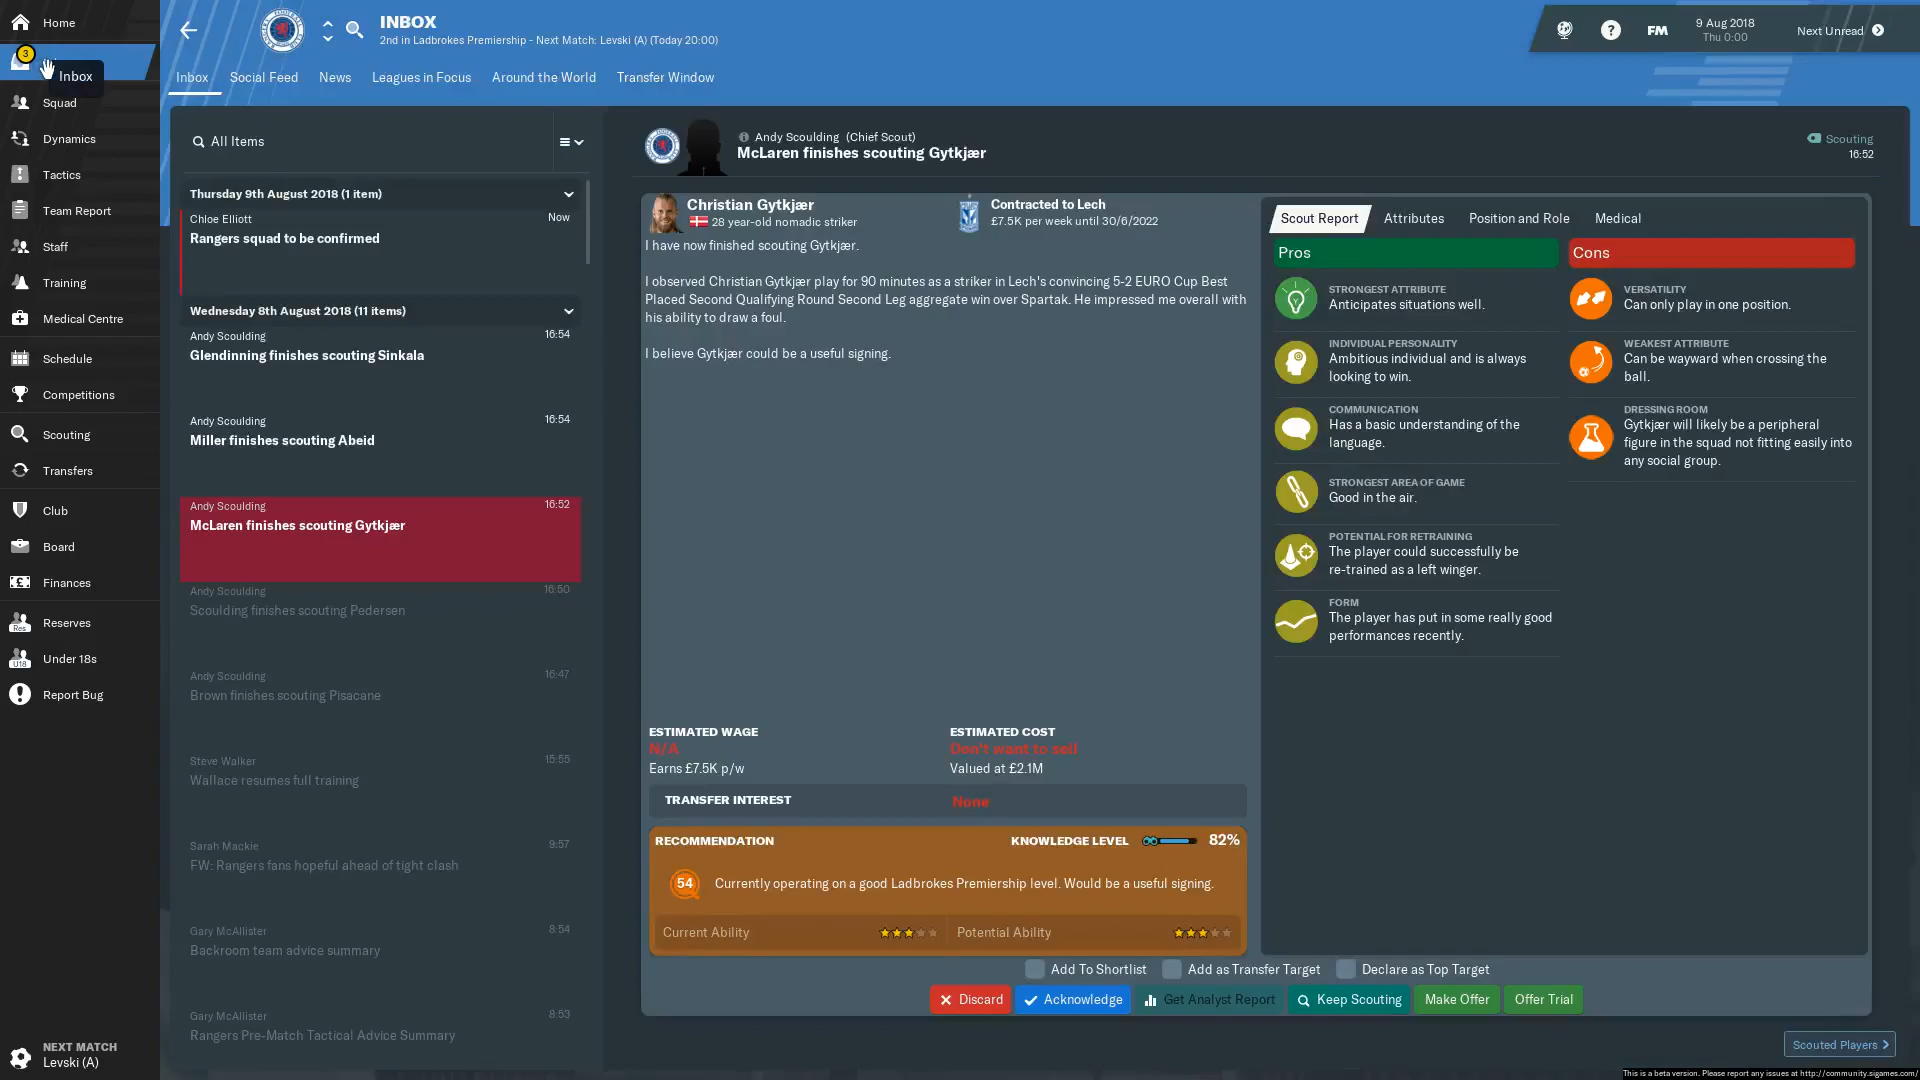 Home
3
Inbox
Squad
Dynamics
Tactics
Team Report
Staff
Training
Medical Centre
Schedule
Competitions
Scouting
Transfers
Club
Board
Finances
Res
Reserves
U18
Under 18s
Report Bug
NEXT MATCH
Levski (A)
INBOX
2nd in Ladbrokes Premiership - Next Match: Levski (A) (Today 20:00)
FM
9 Aug 2018
Thu 0:00
Next Unread
Inbox Social Feed News Leagues in Focus Around the World Transfer Window
All Items
Thursday 9th August 2018 (1 item)
Chloe Elliott Now
Rangers squad to be confirmed
Wednesday 8th August 2018 (11 items)
Andy Scoulding 16:54
Glendinning finishes scouting Sinkala
Andy Scoulding 16:54
Miller finishes scouting Abeid
Andy Scoulding 16:52
McLaren finishes scouting Gytkjær
Andy Scoulding 16:50
Scoulding finishes scouting Pedersen
Andy Scoulding 16:47
Brown finishes scouting Pisacane
Steve Walker 15:55
Wallace resumes full training
Sarah Mackie 9:57
FW: Rangers fans hopeful ahead of tight clash
Gary McAllister 8:54
Backroom team advice summary
Gary McAllister 8:53
Rangers Pre-Match Tactical Advice Summary
Andy Scoulding (Chief Scout)
McLaren finishes scouting Gytkjær
Scouting
16:52
Christian Gytkjær
28 year-old nomadic striker
Contracted to Lech
£7.5K per week until 30/6/2022
I have now finished scouting Gytkjær.
I observed Christian Gytkjær play for 90 minutes as a striker in Lech's convincing 5-2 EURO Cup Best
Placed Second Qualifying Round Second Leg aggregate win over Spartak. He impressed me overall with
his ability to draw a foul.
I believe Gytkjær could be a useful signing.
ESTIMATED WAGE
N/A
Earns £7.5K p/w
ESTIMATED COST
Don't want to sell
Valued at £2.1M
TRANSFER INTEREST None
RECOMMENDATION KNOWLEDGE LEVEL 82%
54 Currently operating on a good Ladbrokes Premiership level. Would be a useful signing.
Current Ability Potential Ability
Scout Report Attributes Position and Role Medical
Pros
STRONGEST ATTRIBUTE
Anticipates situations well.
INDIVIDUAL PERSONALITY
Ambitious individual and is always
looking to win.
COMMUNICATION
Has a basic understanding of the
language.
STRONGEST AREA OF GAME
Good in the air.
POTENTIAL FOR RETRAINING
The player could successfully be
re-trained as a left winger.
FORM
The player has put in some really good
performances recently.
Cons
VERSATILITY
Can only play in one position.
WEAKEST ATTRIBUTE
Can be wayward when crossing the
ball.
DRESSING ROOM
Gytkjær will likely be a peripheral
figure in the squad not fitting easily into
any social group.
Add To Shortlist Add as Transfer Target Declare as Top Target
Discard Acknowledge Get Analyst Report Keep Scouting Make Offer Offer Trial
Scouted Players
This is a beta version. Please report any issues at http://community.sigames.com/